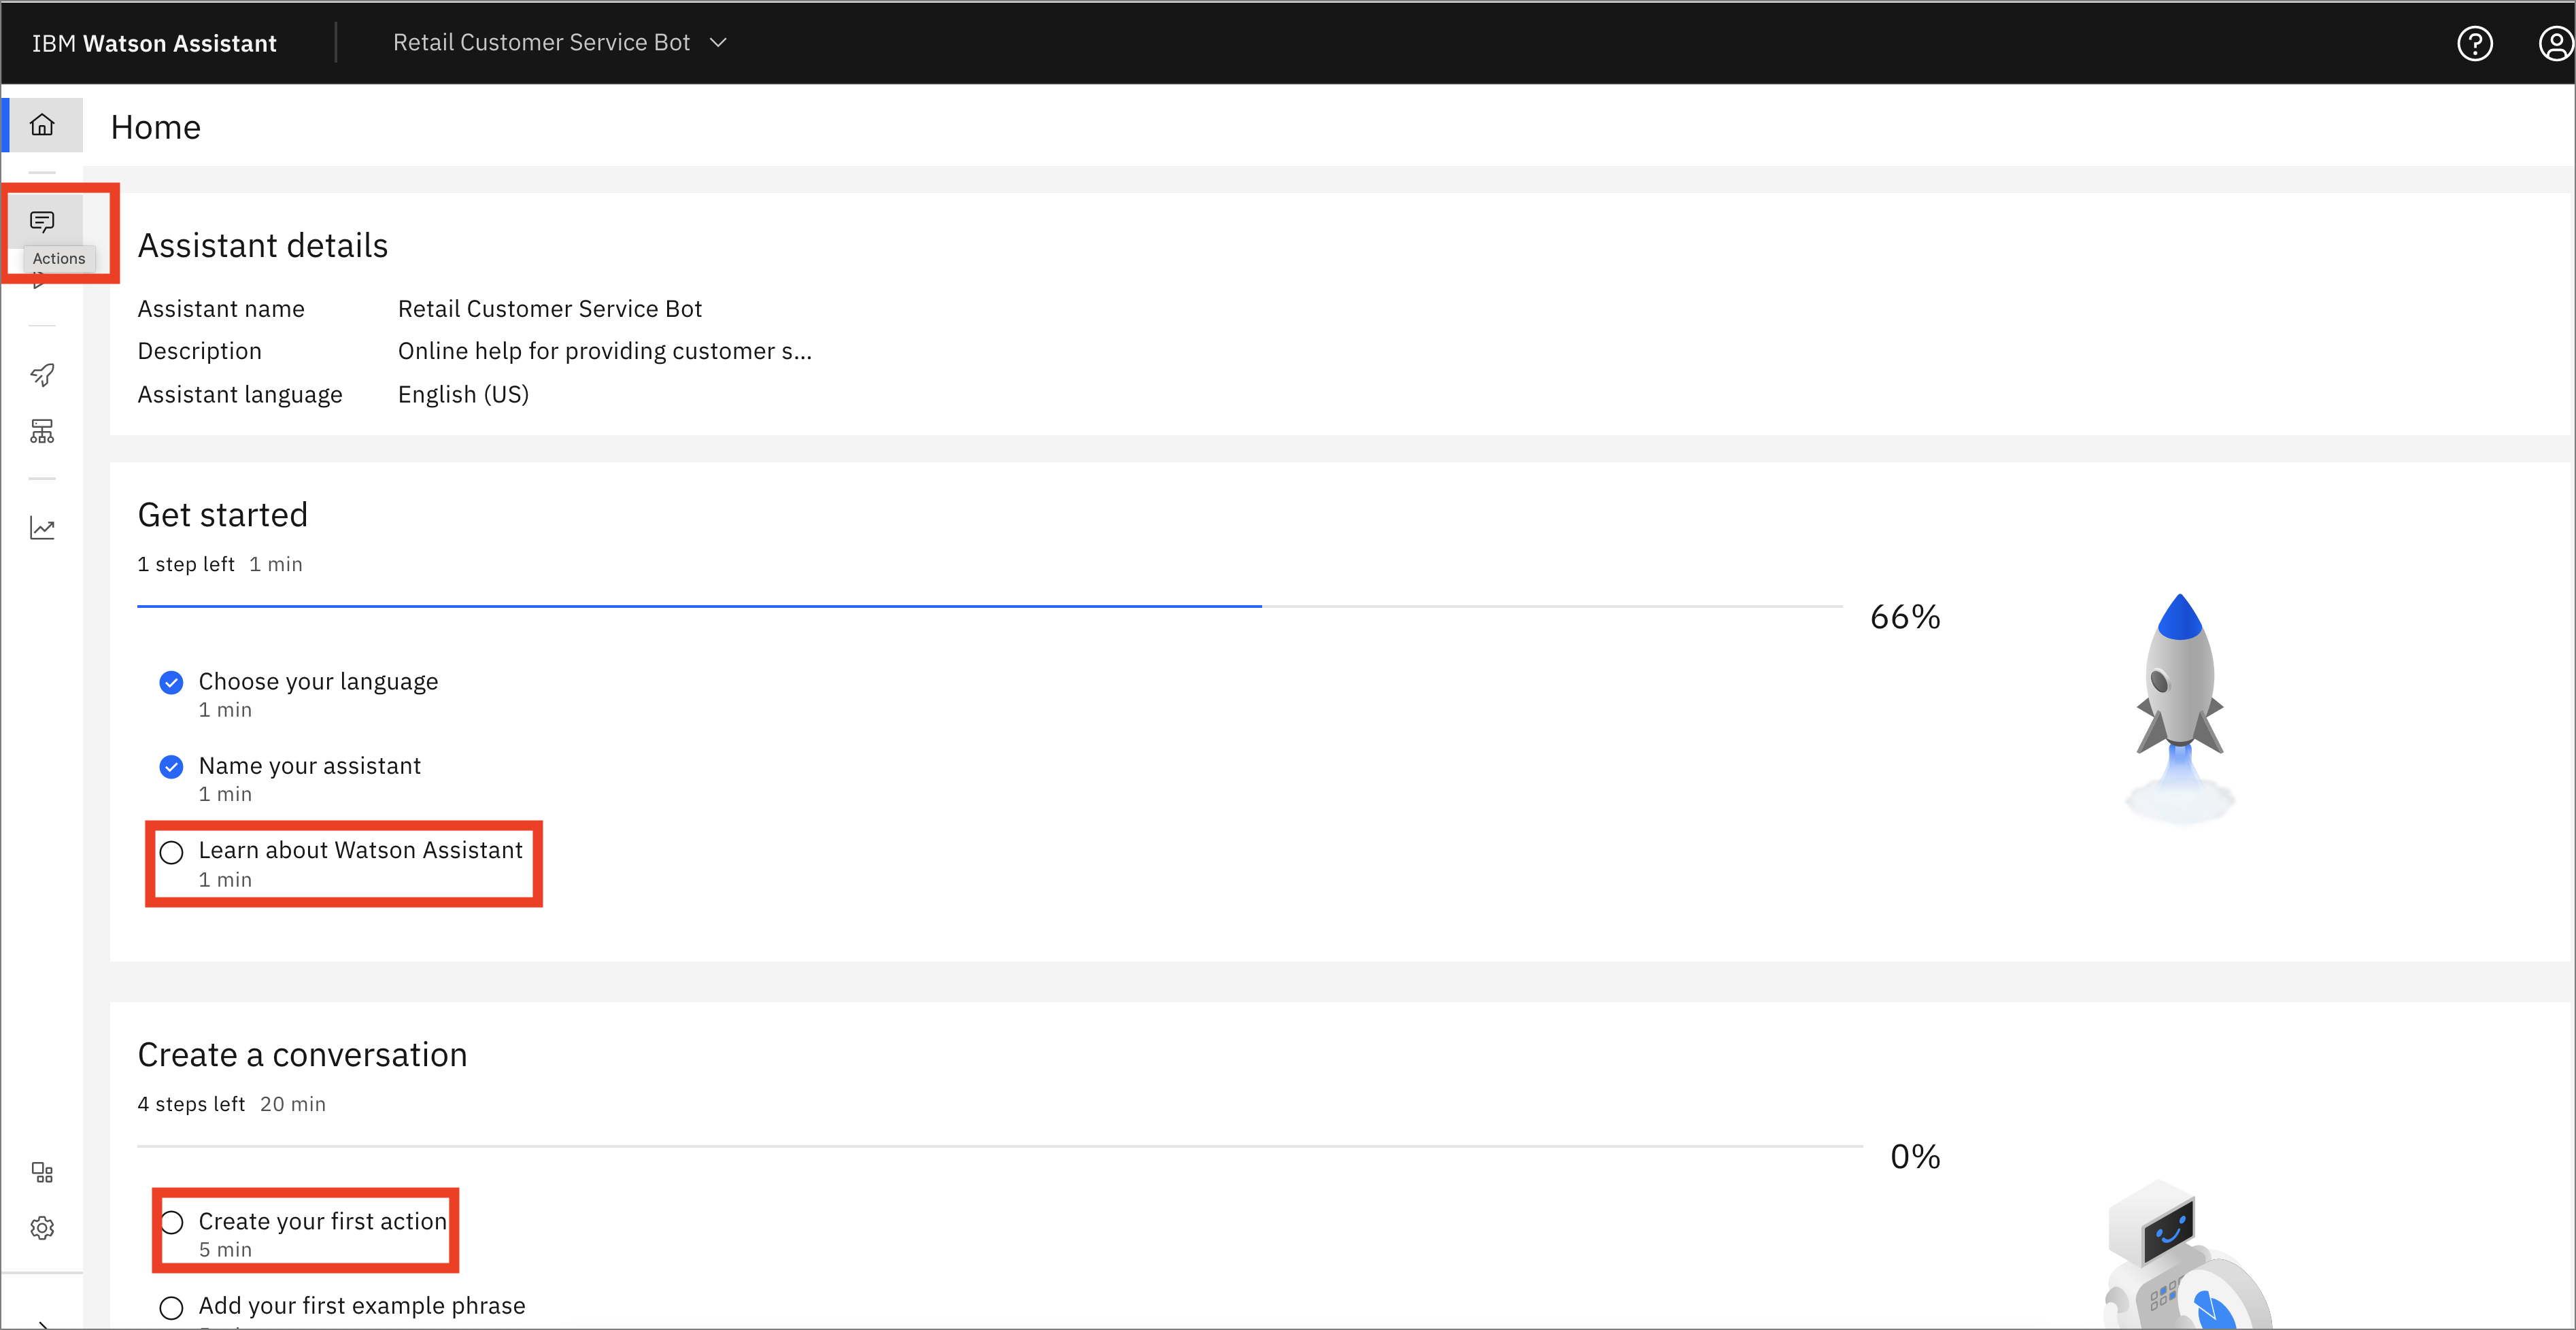 IBM Watson Assistant
Retail Customer Service Bot
Home
Actions
Assistant details
Assistant name Retail Customer Service Bot
Description Online help for providing customer s...
Assistant language English (US)
Get started
1 step left 1 min
66%
Choose your language
1 min
Name your assistant
1 min
Learn about Watson Assistant
1 min
Create a conversation
4 steps left 20 min
0%
Create your first action
5 min
Add your first example phrase